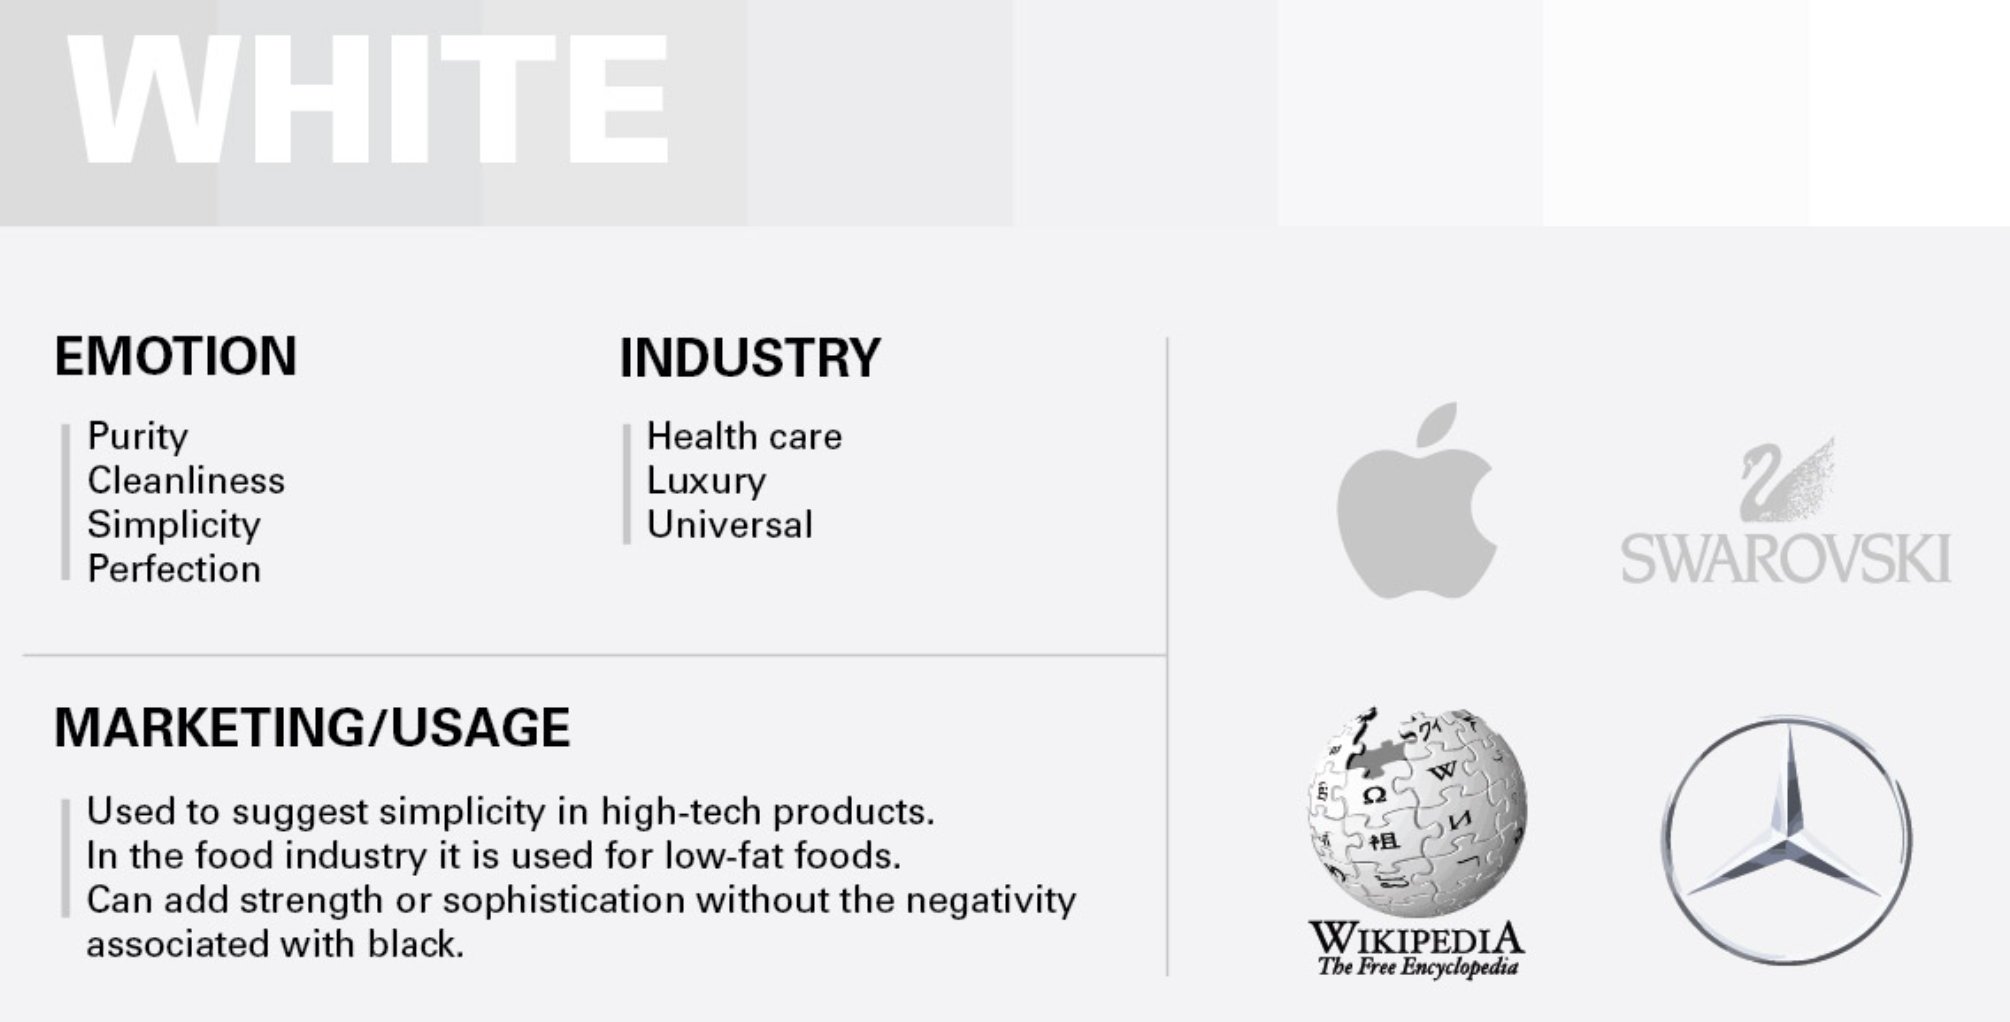 WHITE
EMOTION
Purity
Cleanliness
Simplicity
Perfection
INDUSTRY
Health care
Luxury
Universal
MARKETING/USAGE
Used to suggest simplicity in high-tech products.
In the food industry it is used for low-fat foods.
Can add strength or sophistication without the negativity
associated with black.
SWAROVSKI
W
Ω
И
祖
WIKIPEDIA
The Free Encyclopedia